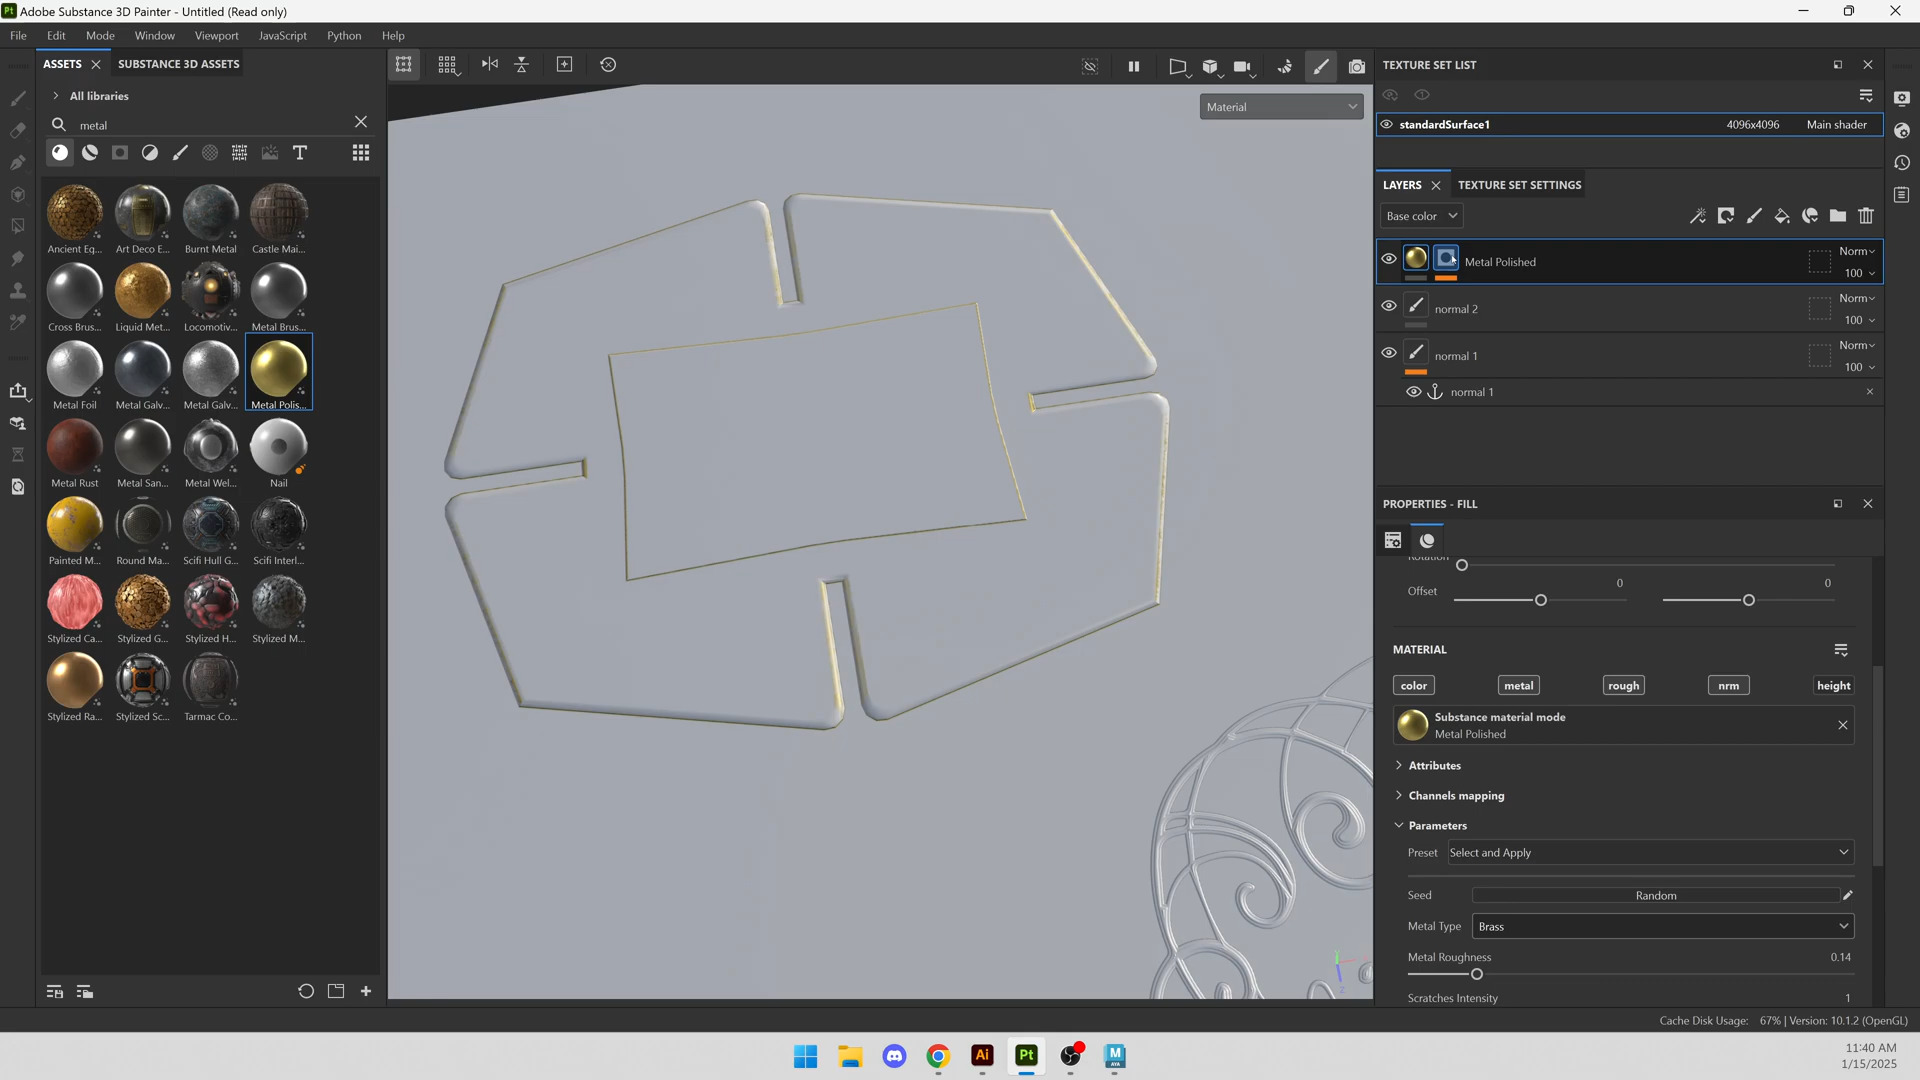 Pt Adobe Substance 3D Painter - Untitled (Read only)
File Edit Mode Window Viewport JavaScript Python Help
ASSETS SUBSTANCE 3D ASSETS
All libraries
metal
Ancient Eq... Art Deco E... Burnt Metal Castle Mai...
Cross Brus... Liquid Met... Locomotiv... Metal Brus...
Metal Foil Metal Galv... Metal Galv... Metal Polis...
Metal Rust Metal San... Metal Wel... Nail
Painted M... Round Ma... Scifi Hull G... Scifi Interl...
Stylized Ca... Stylized G... Stylized H... Stylized M...
Stylized Ra... Stylized Sc... Tarmac Co...
Material
TEXTURE SET LIST
standardSurface1 4096x4096 Main shader
LAYERS TEXTURE SET SETTINGS
Base color
Metal Polished Norm
100
normal 2 Norm
100
normal 1 Norm
100
normal 1
PROPERTIES - FILL
Rotation
Offset 0 0
MATERIAL
color metal rough nrm height
Substance material mode
Metal Polished
Attributes
Channels mapping
Parameters
Preset Select and Apply
Seed Random
Metal Type Brass
Metal Roughness 0.14
Scratches Intensity 1
Cache Disk Usage: 67% | Version: 10.1.2 (OpenGL)
Ai Pt M
11:40 AM
1/15/2025